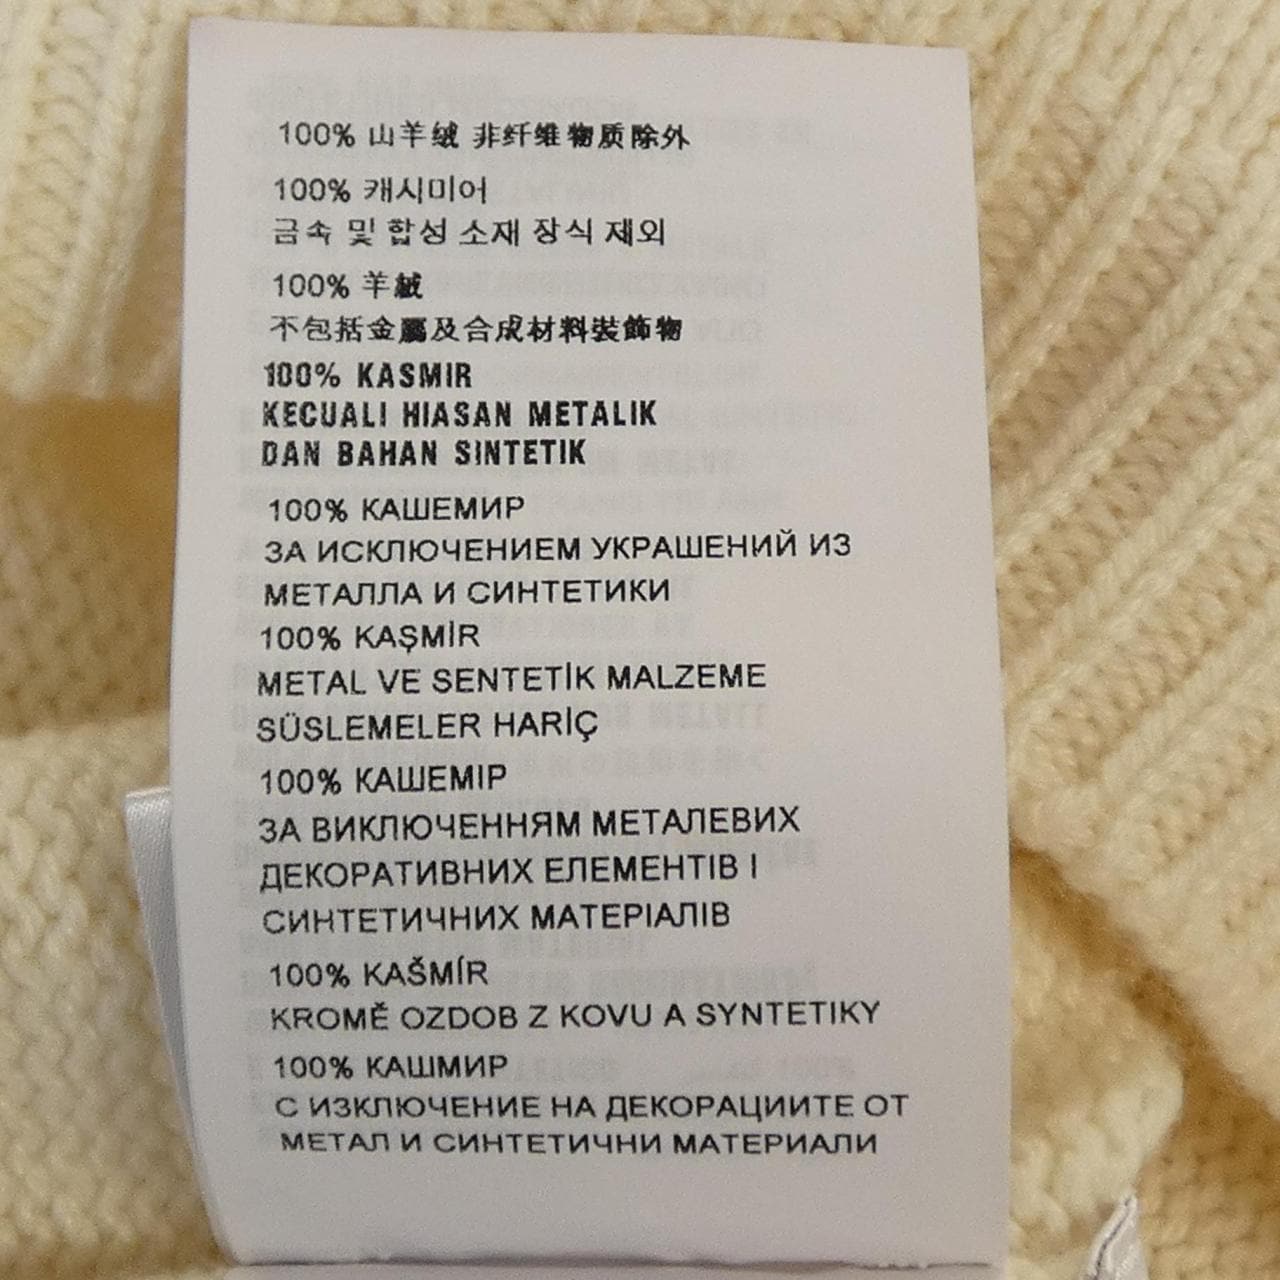 100% 山羊绒 非纤维物质除外
100% 캐시미어
금속 및 합성 소재 장식 제외
100% 羊絨
不包括金屬及合成材料裝飾物
100% KASMIR
KECUALI HIASAN METALIK
DAN BAHAN SINTETIK
100% КАШЕМИР
ЗА ИСКЛЮЧЕНИЕМ УКРАШЕНИЙ ИЗ
МЕТАЛЛА И СИНТЕТИКИ
100% KAŞMİR
METAL VE SENTETİK MALZEME
SÜSLEMELER HARİÇ
100% КАШЕМІР
ЗА ВИКЛЮЧЕННЯМ МЕТАЛЕВИХ
ДЕКОРАТИВНИХ ЕЛЕМЕНТІВ І
СИНТЕТИЧНИХ МАТЕРІАЛІВ
100% KAŠMÍR
KROMĚ OZDOB Z KOVU A SYNTETIKY
100% КАШМИР
С ИЗКЛЮЧЕНИЕ НА ДЕКОРАЦИИТЕ ОТ
МЕТАЛ И СИНТЕТИЧНИ МАТЕРИАЛИ